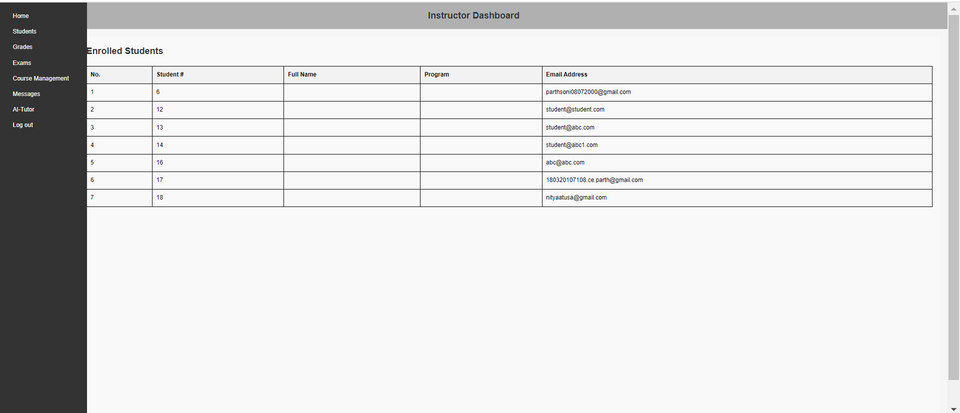 Instructor Dashboard
Home
Students
Grades
Exams
Course Management
Messages
AI-Tutor
Log out
Enrolled Students
No. Student # Full Name Program Email Address
1 6 parthsoni08072000@gmail.com
2 12 student@student.com
3 13 student@abc.com
4 14 student@abc1.com
5 16 abc@abc.com
6 17 180320107108.ce.parth@gmail.com
7 18 nityaatusa@gmail.com